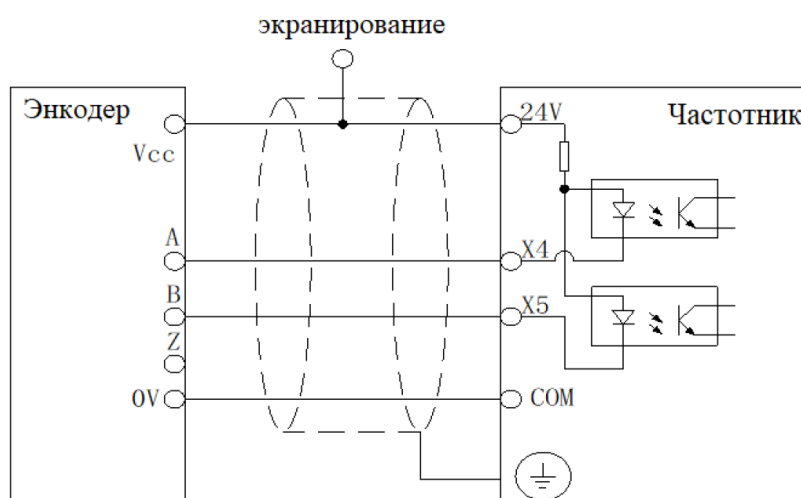 экранирование
Энкодер
24V
Частотник
Vcc
A
X4
B
X5
Z
0V
COM